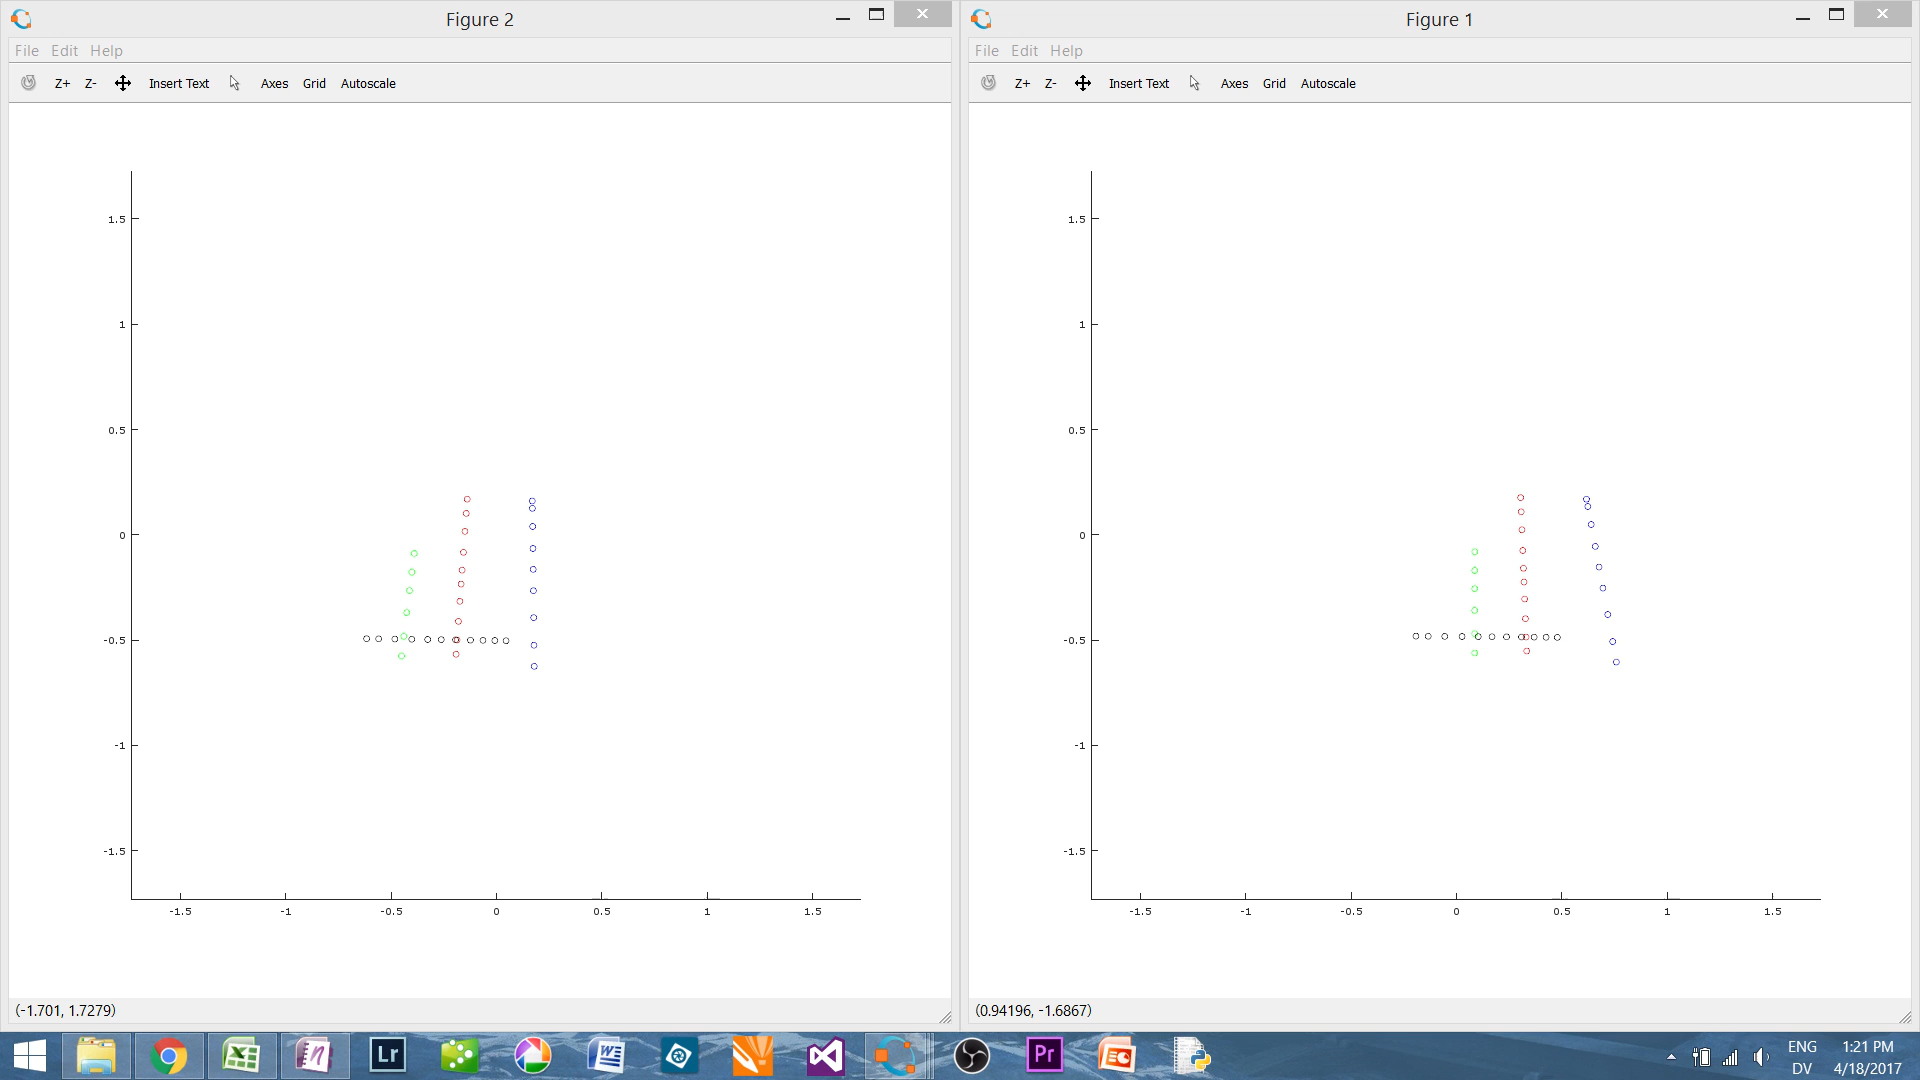 Figure 2
File Edit Help
Z+ Z- Insert Text Axes Grid Autoscale
1.5
1
0.5
0
-0.5
-1
-1.5
-1.5 -1 -0.5 0 0.5 1 1.5
(-1.701, 1.7279)
Figure 1
File Edit Help
Z+ Z- Insert Text Axes Grid Autoscale
1.5
1
0.5
0
-0.5
-1
-1.5
-1.5 -1 -0.5 0 0.5 1 1.5
(0.94196, -1.6867)
Lr
W
Pr
ENG 1:21 PM
DV 4/18/2017